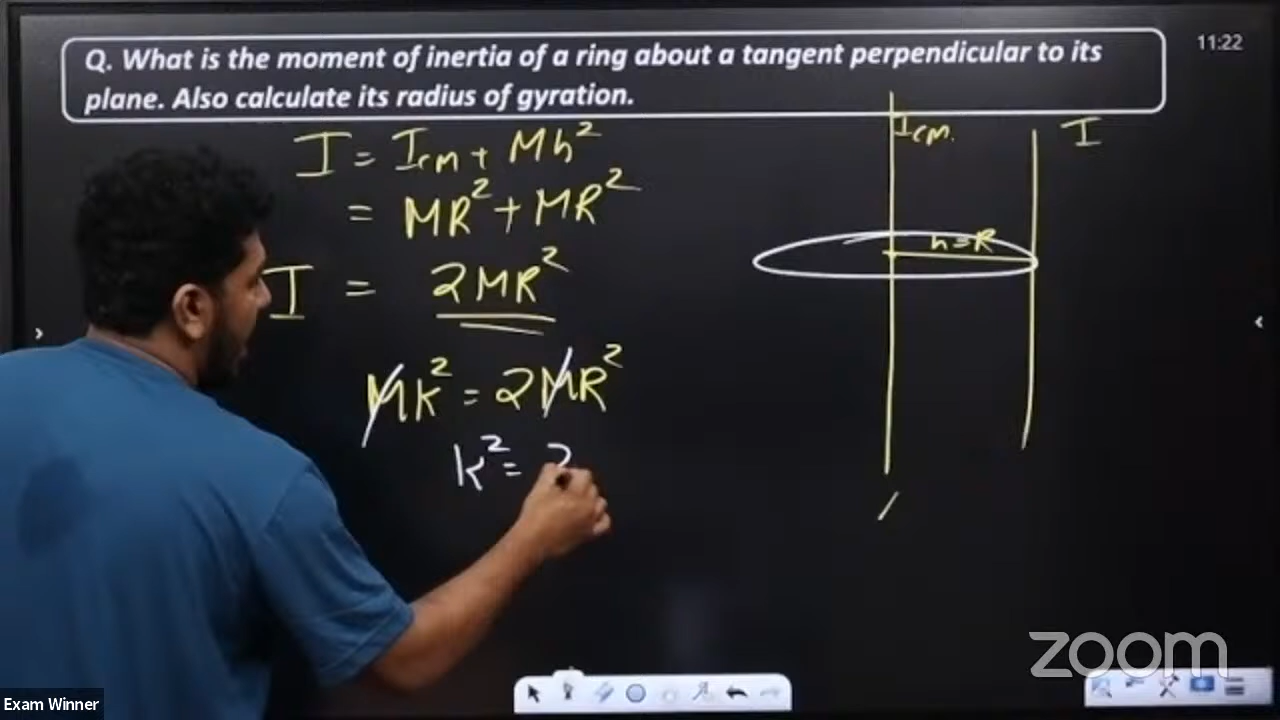 Q. What is the moment of inertia of a ring about a tangent perpendicular to its
plane. Also calculate its radius of gyration.
11:22
I = Icm + Mh²
= MR² + MR²
I = 2MR²
MK² = 2MR²
k² = 2
Icm.
I
h=R
zoom
Exam Winner